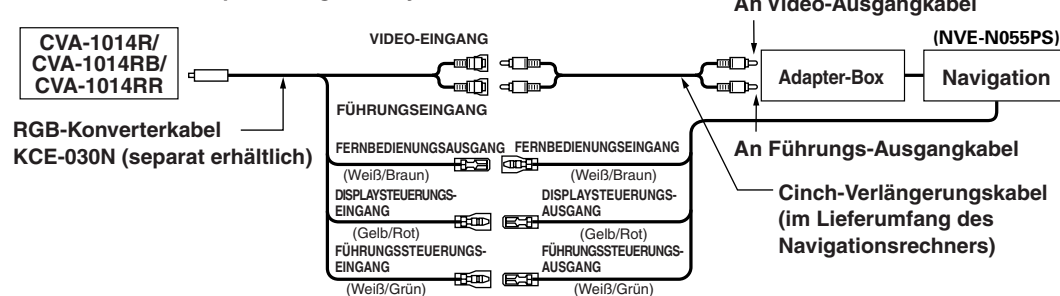 An Video-Ausgangkabel
CVA-1014R/
CVA-1014RB/
CVA-1014RR
VIDEO-EINGANG
(NVE-N055PS)
Adapter-Box
Navigation
FÜHRUNGSEINGANG
RGB-Konverterkabel
KCE-030N (separat erhältlich)
FERNBEDIENUNGSAUSGANG
FERNBEDIENUNGSEINGANG
(Weiß/Braun)
(Weiß/Braun)
An Führungs-Ausgangkabel
DISPLAYSTEUERUNGS-
EINGANG
(Gelb/Rot)
DISPLAYSTEUERUNGS-
AUSGANG
(Gelb/Rot)
Cinch-Verlängerungskabel
(im Lieferumfang des
Navigationsrechners)
FÜHRUNGSSTEUERUNGS-
EINGANG
(Weiß/Grün)
FÜHRUNGSSTEUERUNGS-
AUSGANG
(Weiß/Grün)